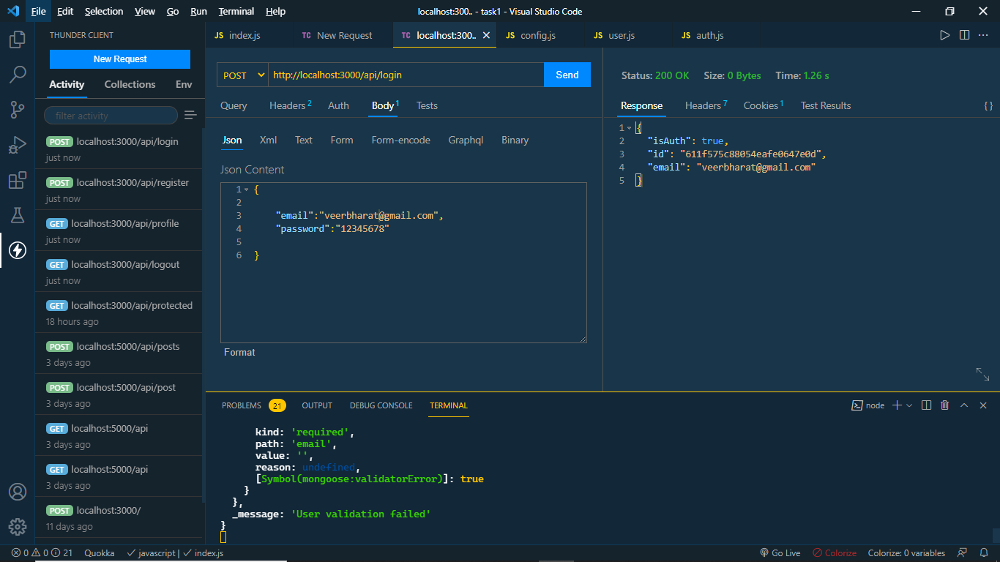 File Edit Selection View Go Run Terminal Help localhost:300.. - task1 - Visual Studio Code
THUNDER CLIENT
New Request
Activity Collections Env
filter activity
POST localhost:3000/api/login
just now
POST localhost:3000/api/register
just now
GET localhost:3000/api/profile
just now
GET localhost:3000/api/logout
just now
GET localhost:3000/api/protected
18 hours ago
POST localhost:5000/api/posts
3 days ago
POST localhost:5000/api/post
3 days ago
GET localhost:5000/api
3 days ago
GET localhost:5000/api
3 days ago
POST localhost:3000/
11 days ago
JS index.js TC New Request TC localhost:300.. JS config.js JS user.js JS auth.js
POST http://localhost:3000/api/login Send
Query Headers 2 Auth Body 1 Tests
Json Xml Text Form Form-encode Graphql Binary
Json Content
1 {
2
3 "email":"veerbharat@gmail.com",
4 "password":"12345678"
5
6 }
Format
Status: 200 OK Size: 0 Bytes Time: 1.26 s
Response Headers 7 Cookies 1 Test Results { }
1 {
2 "isAuth": true,
3 "id": "611f575c88054eafe0647e0d",
4 "email": "veerbharat@gmail.com"
5 }
PROBLEMS 21 OUTPUT DEBUG CONSOLE TERMINAL node
kind: 'required',
path: 'email',
value: '',
reason: undefined,
[Symbol(mongoose:validatorError)]: true
}
},
_message: 'User validation failed'
}
0 0 21 Quokka javascript | index.js Go Live Colorize Colorize: 0 variables